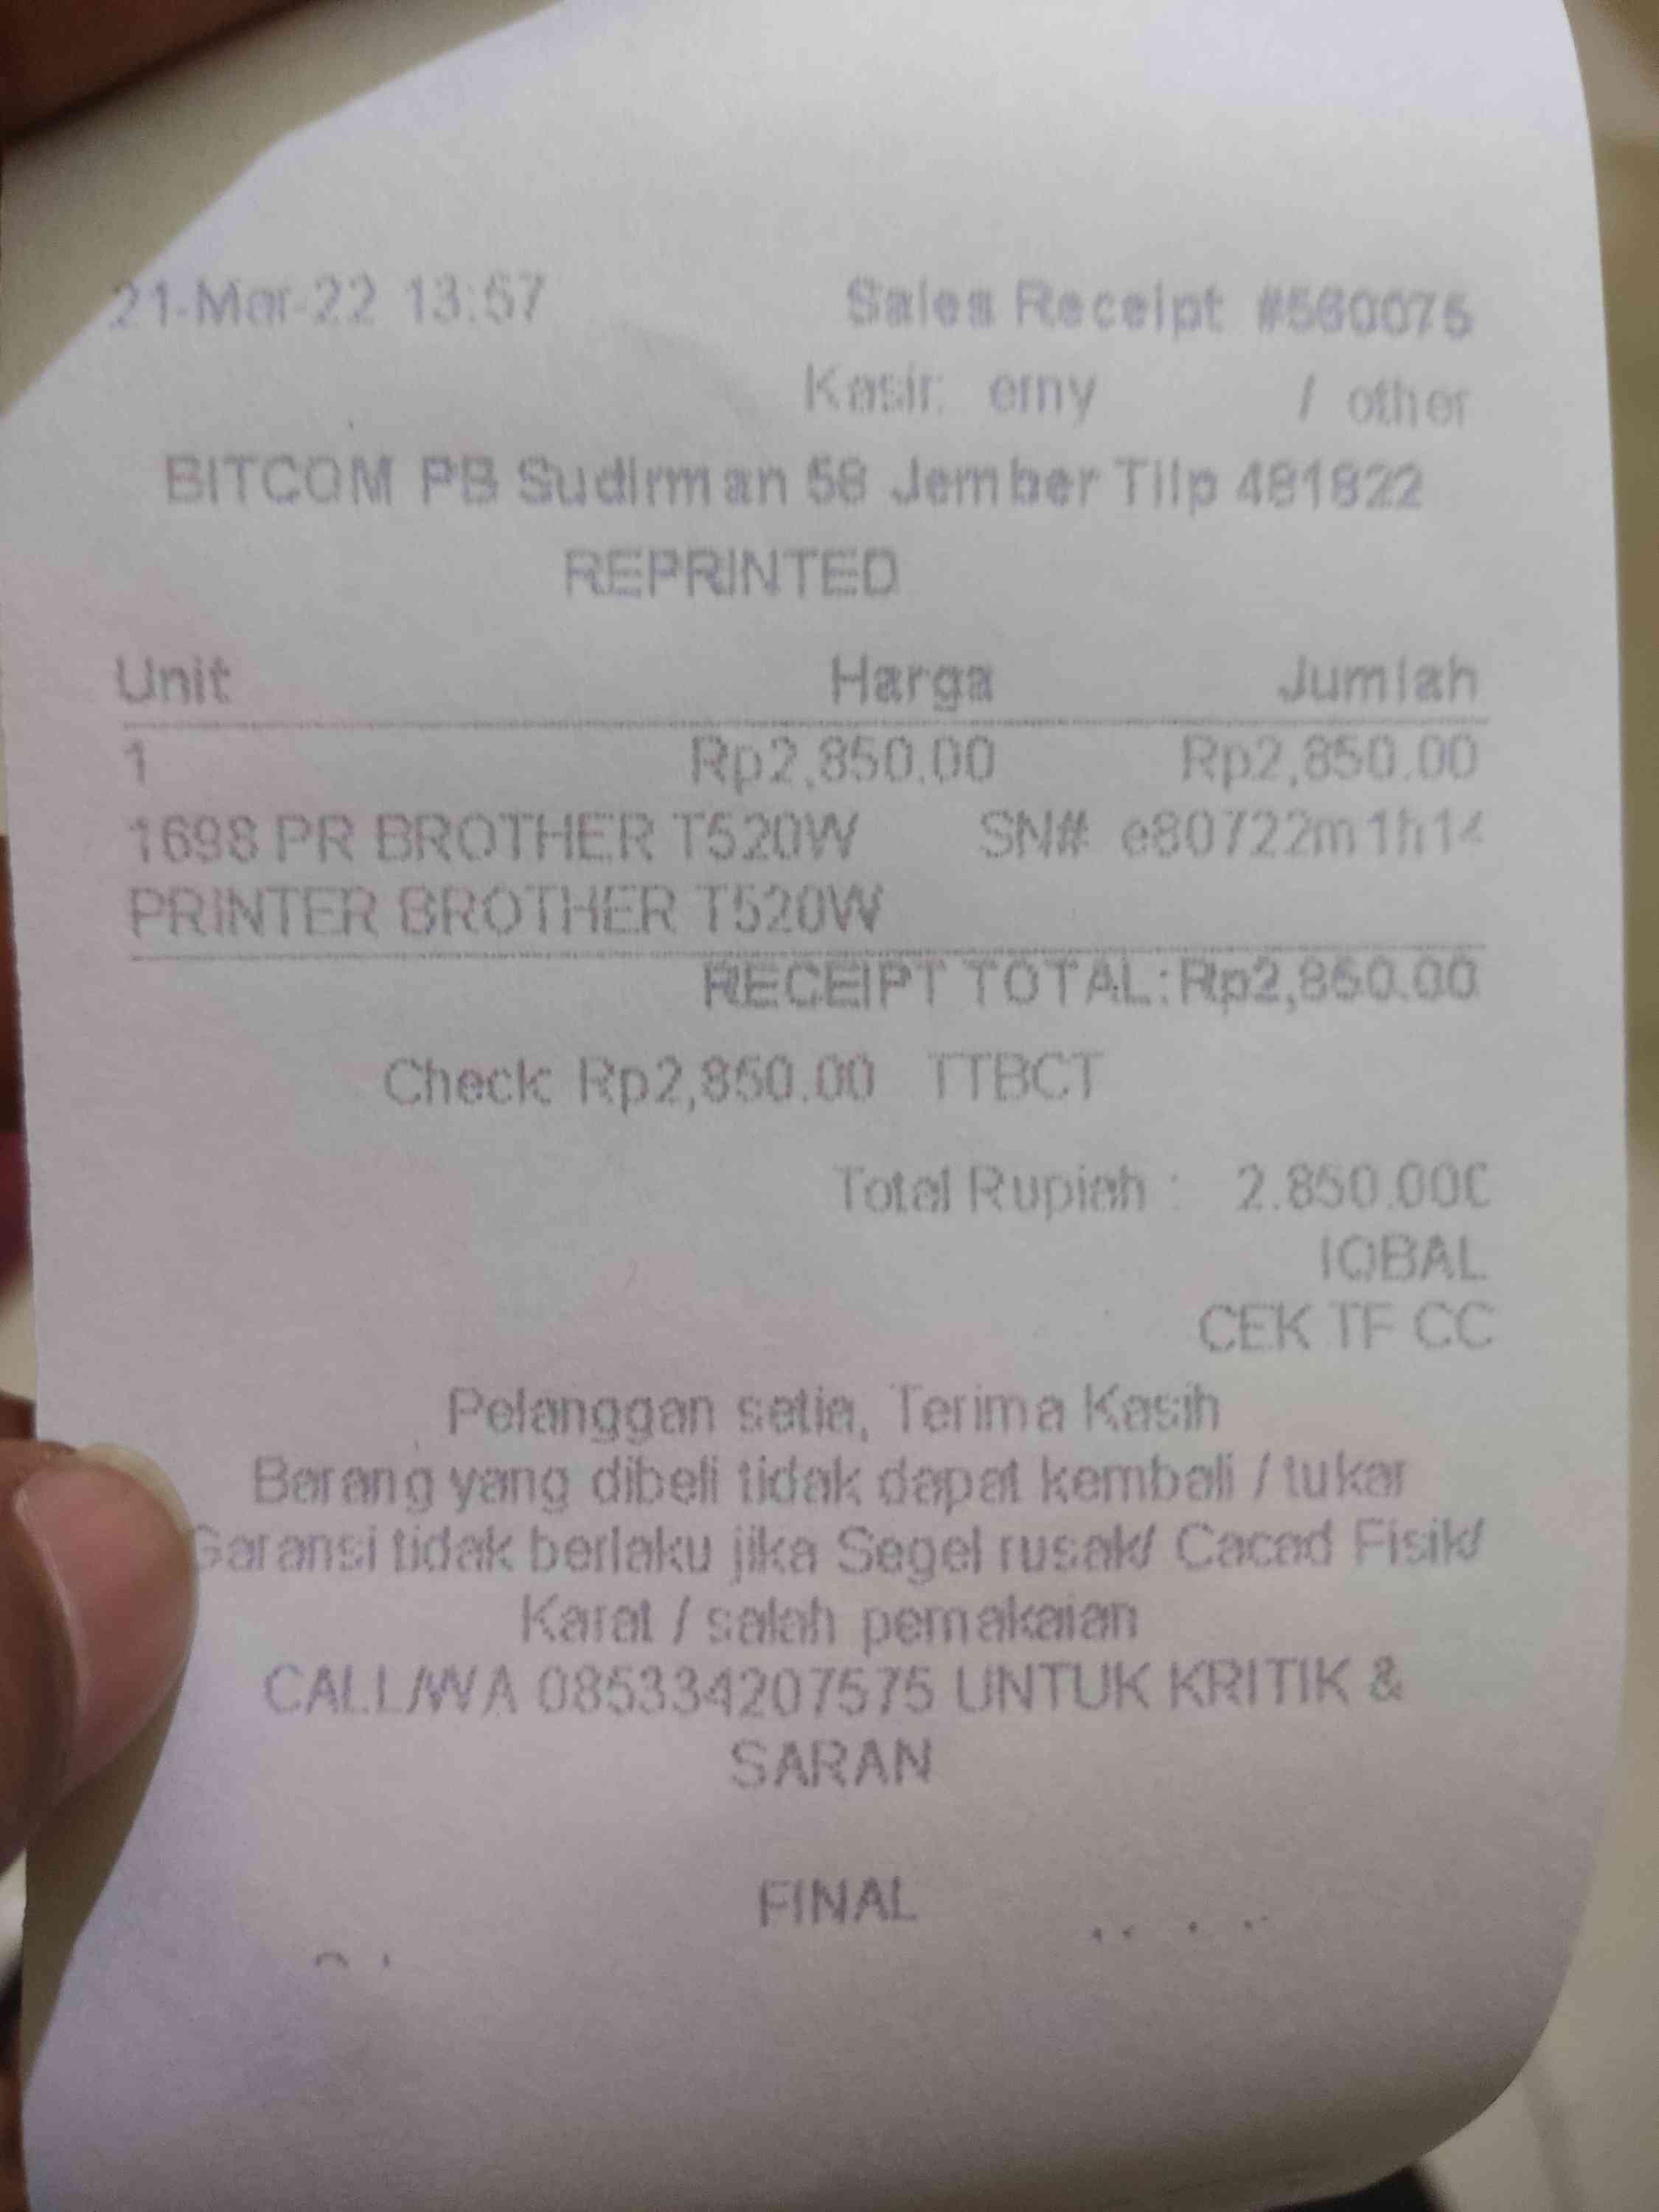 21-Mar-22 13:57
Sales Receipt #560075
Kasir: erny / other
BITCOM PB Sudirman 58 Jember Tilp 481822
REPRINTED
Unit Harga Jumlah
1 Rp2,850.00 Rp2,850.00
1698 PR BROTHER T520W SN# e80722m1h14
PRINTER BROTHER T520W
RECEIPT TOTAL: Rp2,850.00
Check: Rp2,850.00 TTBCT
Total Rupiah : 2.850.000
IQBAL
CEK TF CC
Pelanggan setia, Terima Kasih
Barang yang dibeli tidak dapat kembali / tukar
Garansi tidak berlaku jika Segel rusak/ Cacad Fisik/
Karat / salah pemakaian
CALL/WA 085334207575 UNTUK KRITIK &
SARAN
FINAL